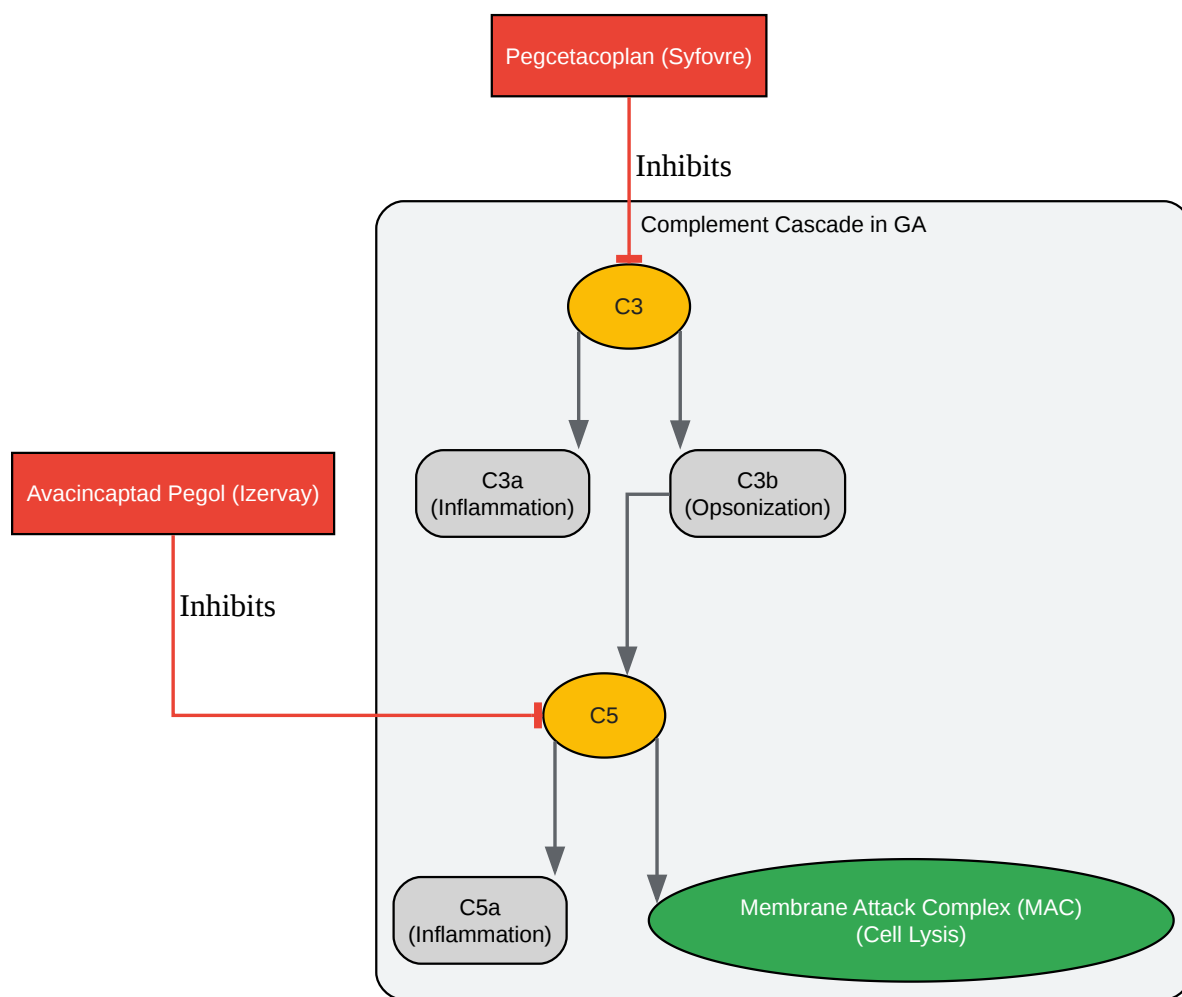 Pegcetacoplan (Syfovre)
Inhibits
Complement Cascade in GA
C3
C3a
(Inflammation)
C3b
(Opsonization)
Avacincaptad Pegol (Izervay)
Inhibits
C5
C5a
(Inflammation)
Membrane Attack Complex (MAC)
(Cell Lysis)